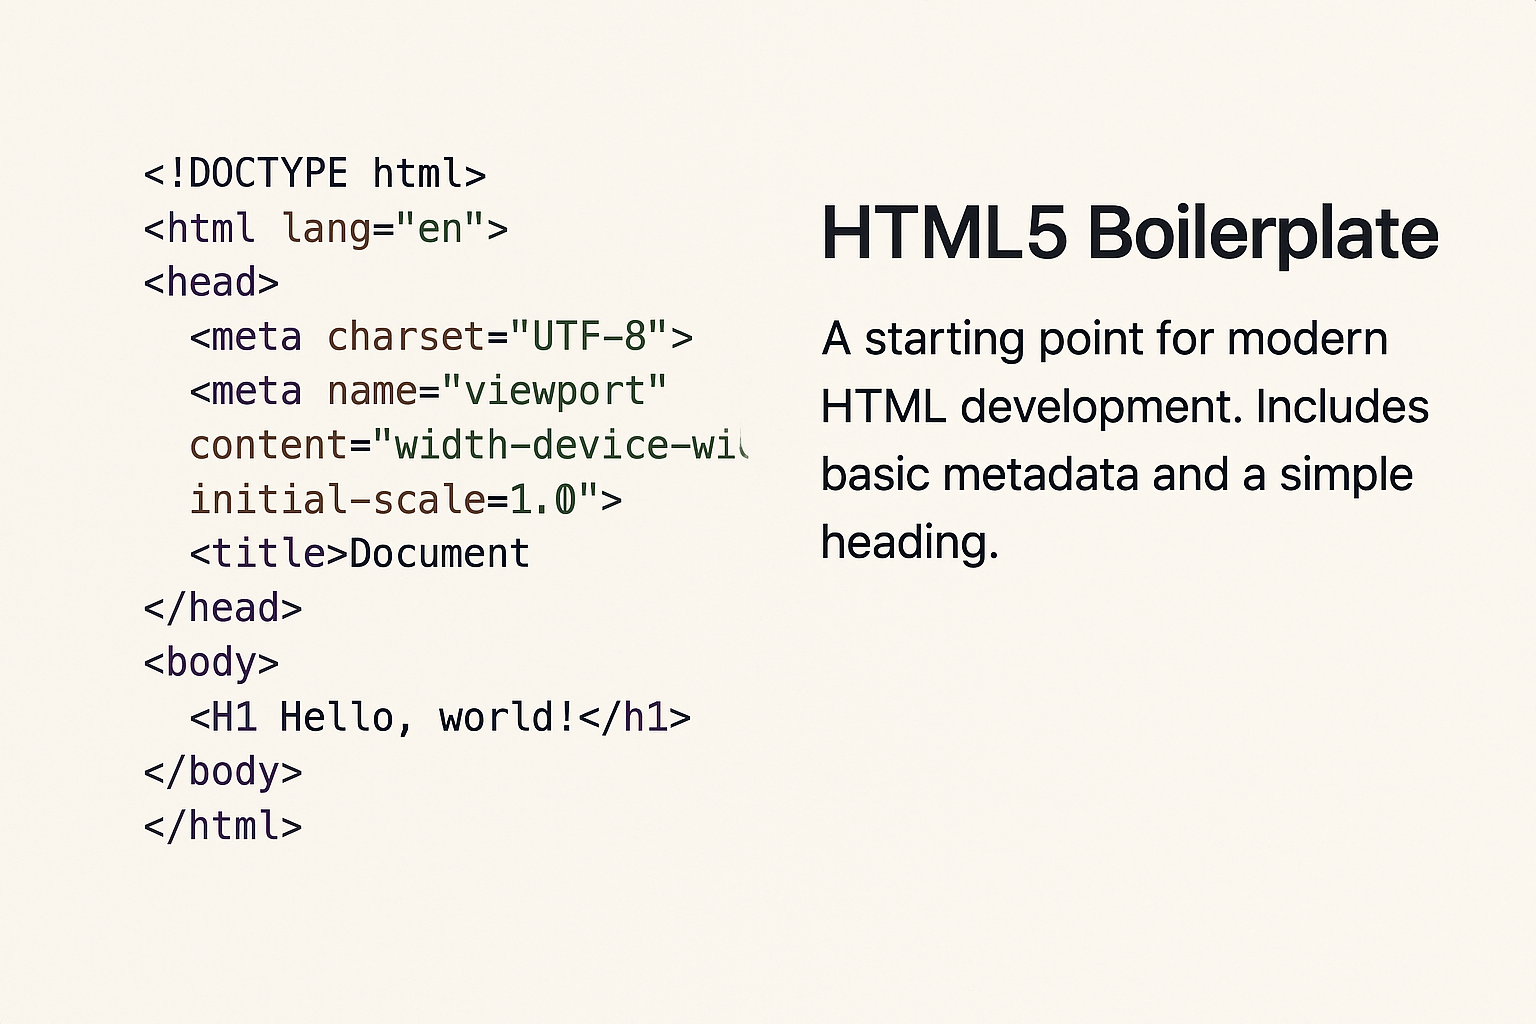 <!DOCTYPE html>
<html lang="en">
<head>
<meta charset="UTF-8">
<meta name="viewport"
content="width-device-wi
initial-scale=1.0">
<title>Document
</head>
<body>
<H1 Hello, world!</h1>
</body>
</html>
HTML5 Boilerplate
A starting point for modern
HTML development. Includes
basic metadata and a simple
heading.